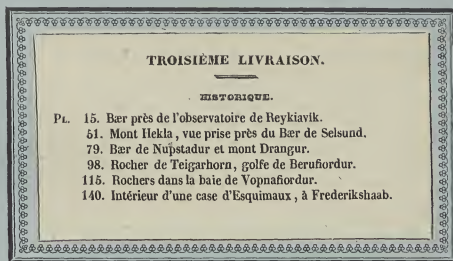 TROISIÈME LIVRAISON.
HISTORIQUE.
PL. 15. Bær près de l'observatoire de Reykiavik.
51. Mont Hekla, vue prise près du Bær de Selsund.
79. Bær de Nupstadur et mont Drangur.
98. Rocher de Teigarhorn, golfe de Berufiordur.
115. Rochers dans la baie de Vopnafiordur.
140. Intérieur d'une case d'Esquimaux, à Frederikshaab.